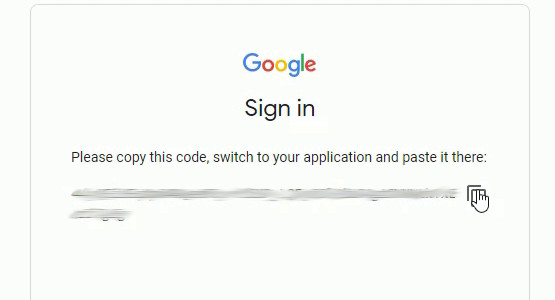 Google
Sign in
Please copy this code, switch to your application and paste it there: